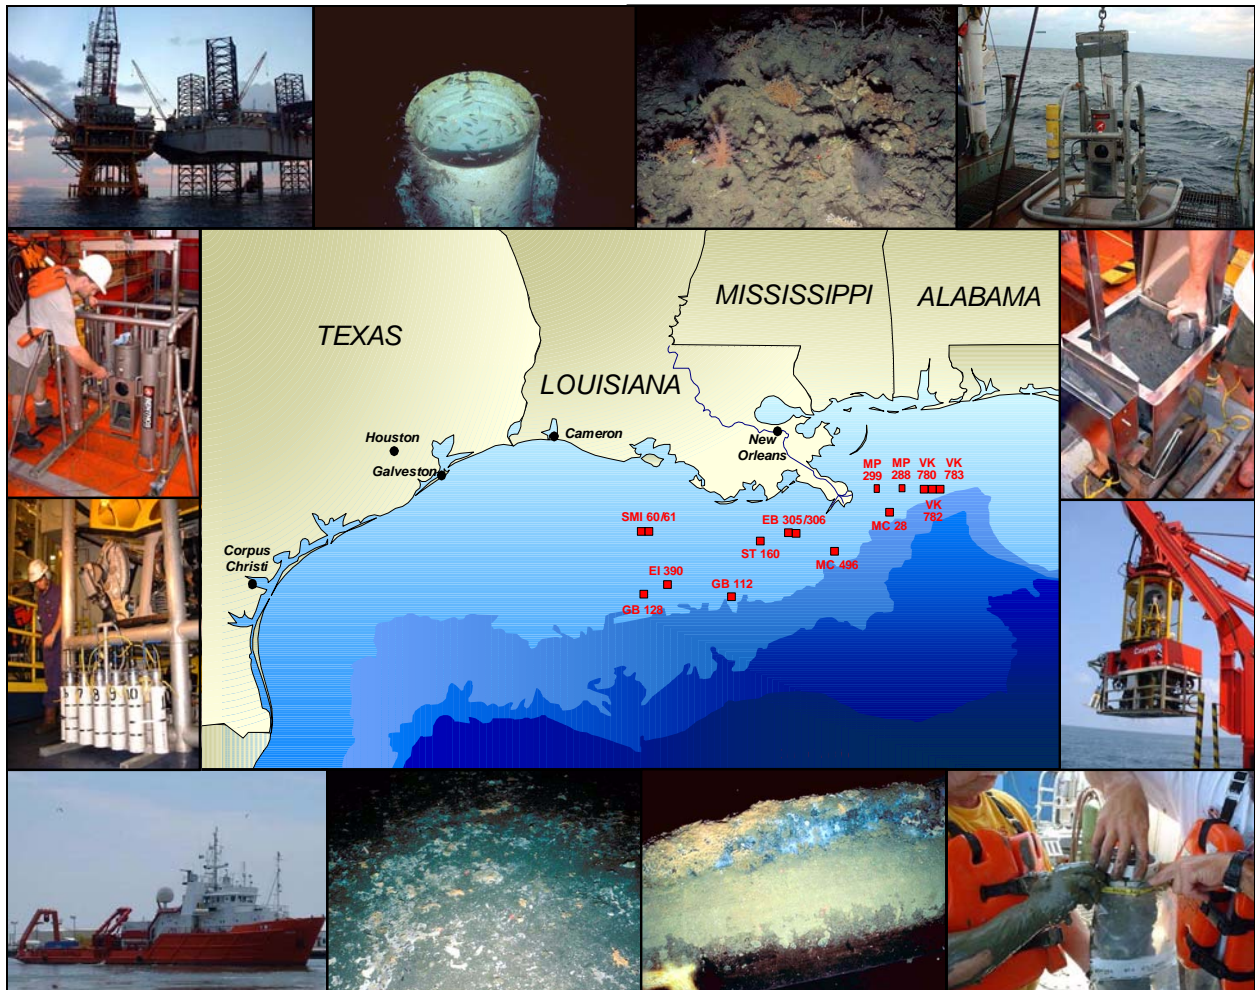 MISSISSIPPI
ALABAMA
TEXAS
LOUISIANA
Houston
Cameron
New
Orleans
Galveston
MP
299
MP
288
VK
780
VK
783
VK
782
MC 28
SMI 60/61
EB 305/306
ST 160
MC 496
Corpus
Christi
EI 390
GB 112
GB 128
BENTHOS
7
8
9
10